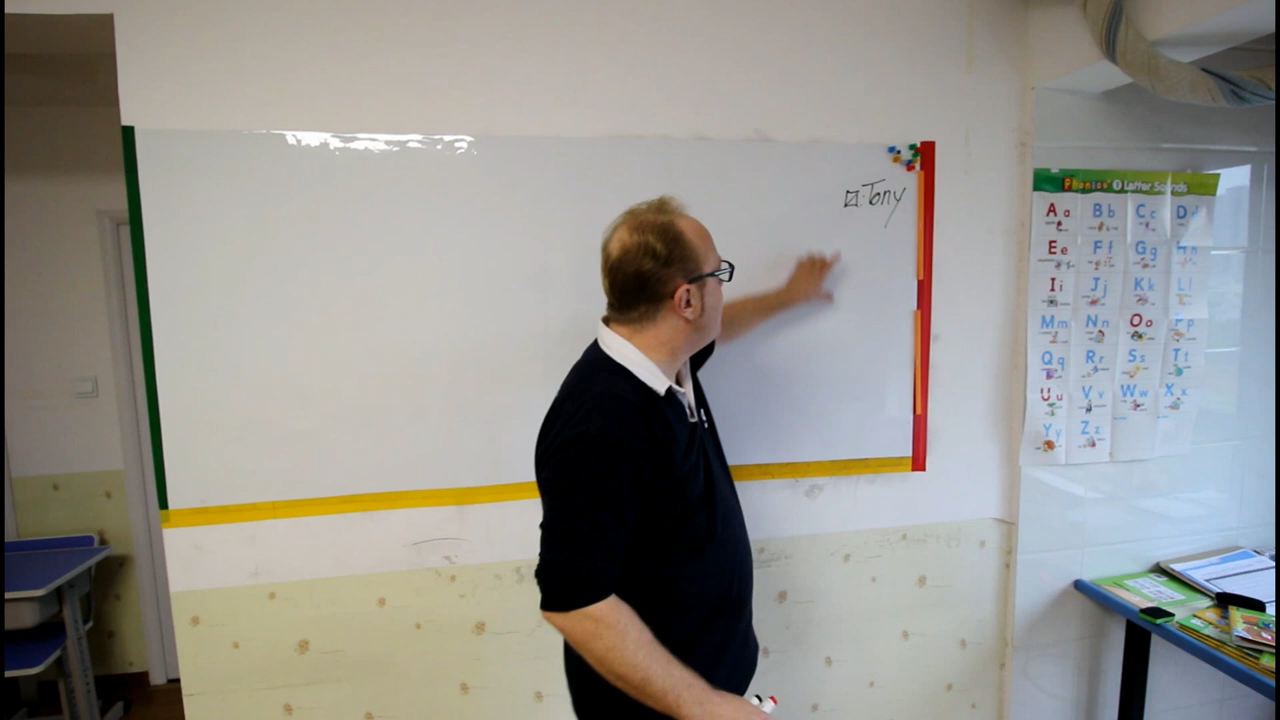 ☑:Tony
Phonics 1 Letter Sounds
Aa Bb Cc Dd
Ee Ff Gg Hh
Ii Jj Kk Ll
Mm Nn Oo Pp
Qq Rr Ss Tt
Uu Vv Ww Xx
Yy Zz